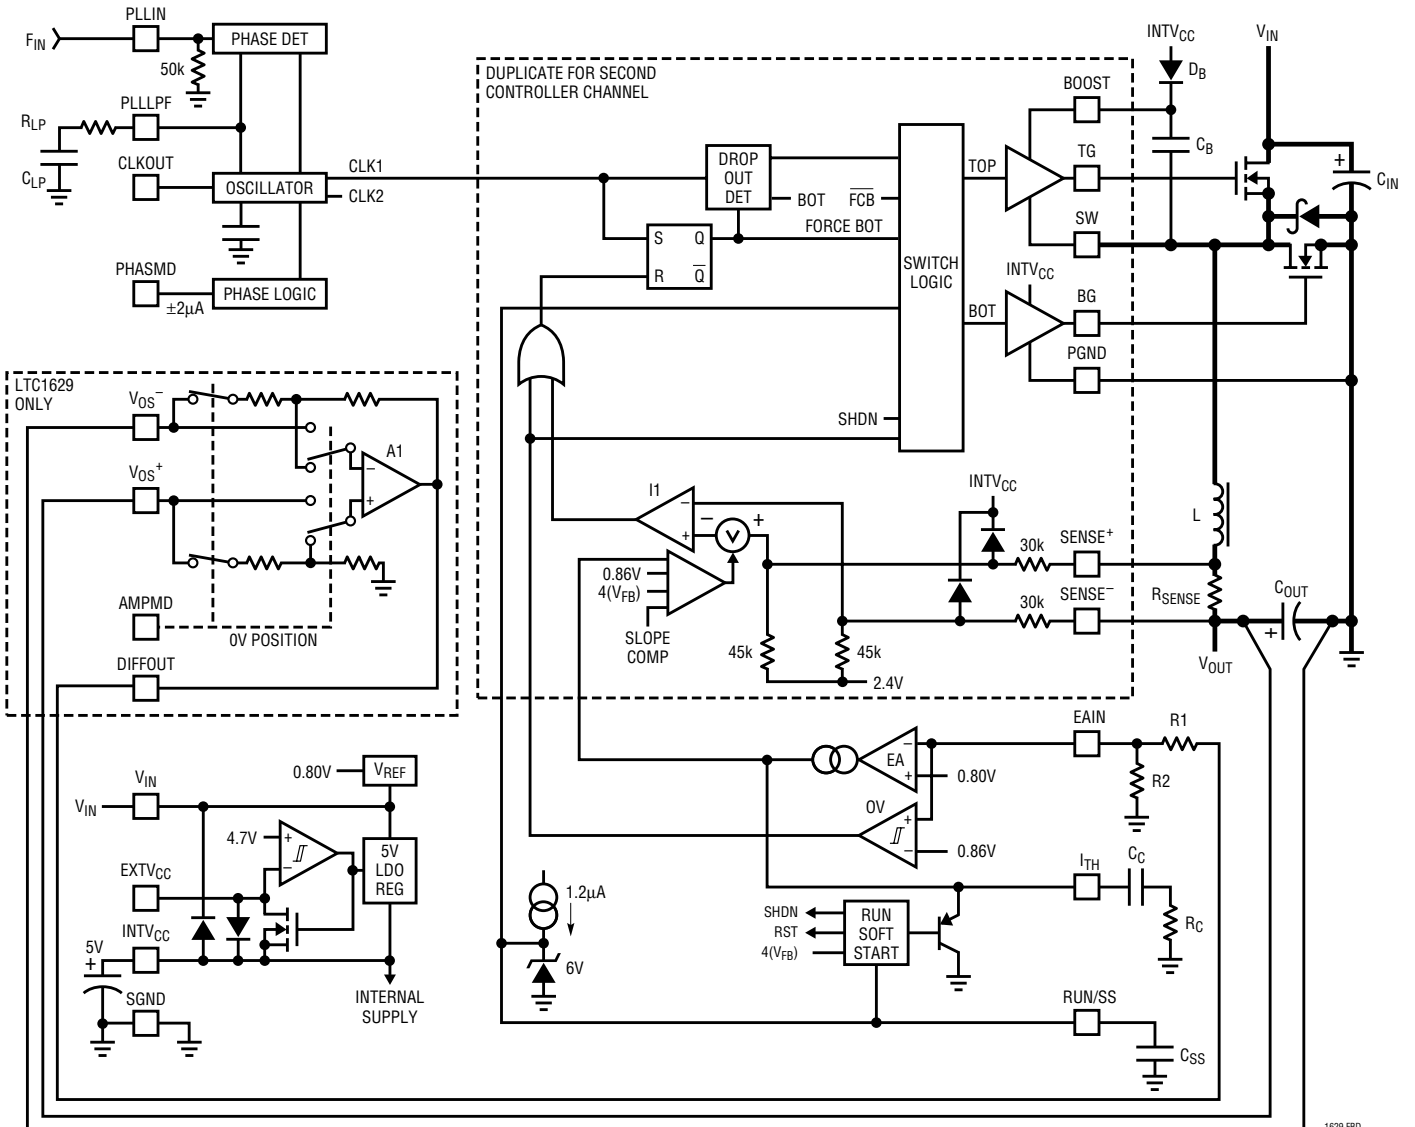 PLLIN
F_IN
PHASE DET
50k
PLLLPF
R_LP
CLKOUT
C_LP
OSCILLATOR
CLK1
CLK2
PHASMD
±2µA
PHASE LOGIC
DUPLICATE FOR SECOND
CONTROLLER CHANNEL
DROP
OUT
DET
BOT
FCB
FORCE BOT
S
Q
R
Q
SWITCH
LOGIC
TOP
BOT
INTV_CC
SHDN
BOOST
TG
SW
BG
PGND
INTV_CC
D_B
C_B
V_IN
+
C_IN
LTC1629
ONLY
V_OS−
V_OS+
A1
−
+
AMPMD
0V POSITION
DIFFOUT
I1
−
+
−
+
V
0.86V
4(V_FB)
SLOPE
COMP
45k
45k
2.4V
INTV_CC
30k
SENSE+
30k
SENSE−
L
R_SENSE
C_OUT
+
V_OUT
EAIN
R1
R2
EA
−
+
0.80V
OV
+
−
0.86V
V_IN
V_IN
0.80V
V_REF
4.7V
+
−
5V
LDO
REG
EXTV_CC
INTV_CC
5V
+
SGND
INTERNAL
SUPPLY
1.2µA
6V
I_TH
C_C
R_C
SHDN
RST
4(V_FB)
RUN
SOFT
START
RUN/SS
C_SS
1629 FBD